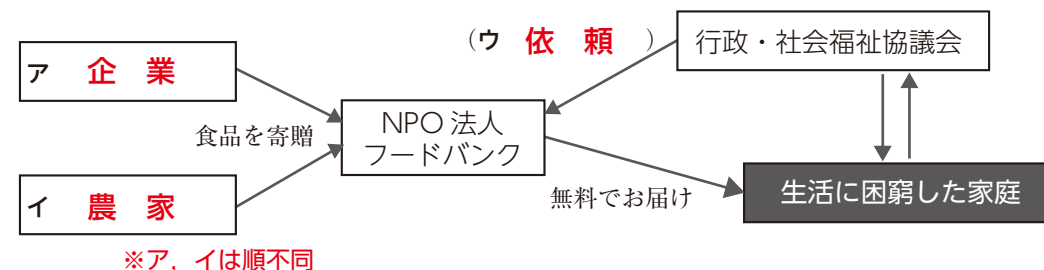 (ウ 依 頼 )
行政・社会福祉協議会
ア 企 業
食品を寄贈
NPO 法人
フードバンク
イ 農 家
無料でお届け
生活に困窮した家庭
※ア，イは順不同